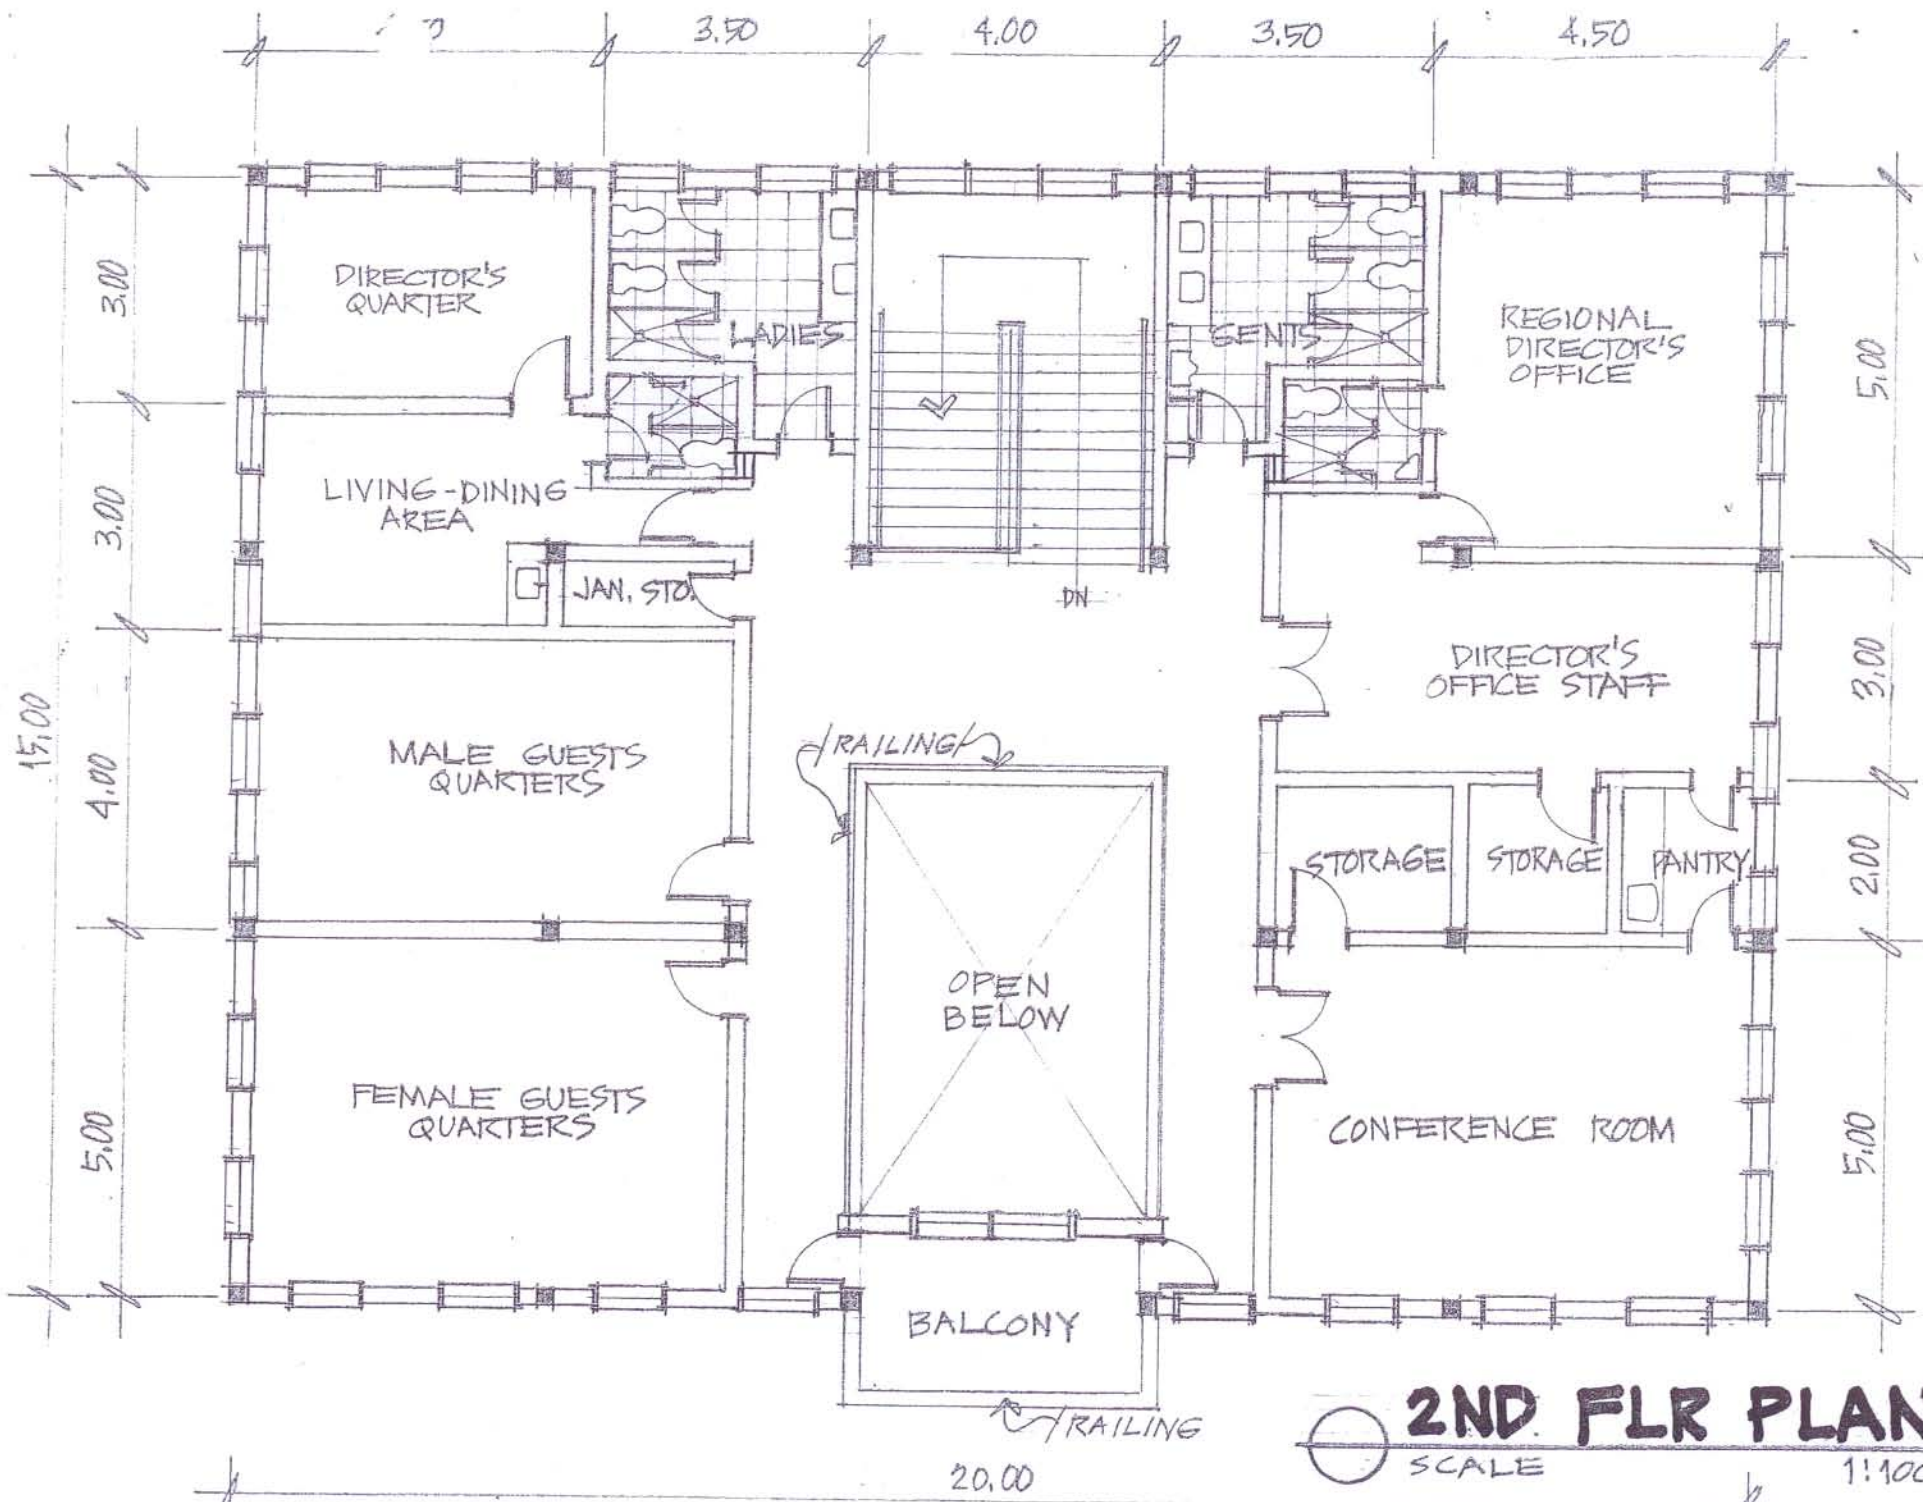 3.50
4.00
3.50
4.50
3.00
3.00
15.00
4.00
5.00
5.00
3.00
2.00
5.00
DIRECTOR'S
QUARTER
LADIES
GENTS
REGIONAL
DIRECTOR'S
OFFICE
LIVING-DINING
AREA
JAN. STO.
DN
DIRECTOR'S
OFFICE STAFF
MALE GUESTS
QUARTERS
RAILING
STORAGE
STORAGE
PANTRY
OPEN
BELOW
FEMALE GUESTS
QUARTERS
CONFERENCE ROOM
BALCONY
RAILING
2ND FLR PLAN
SCALE 1:100
20.00